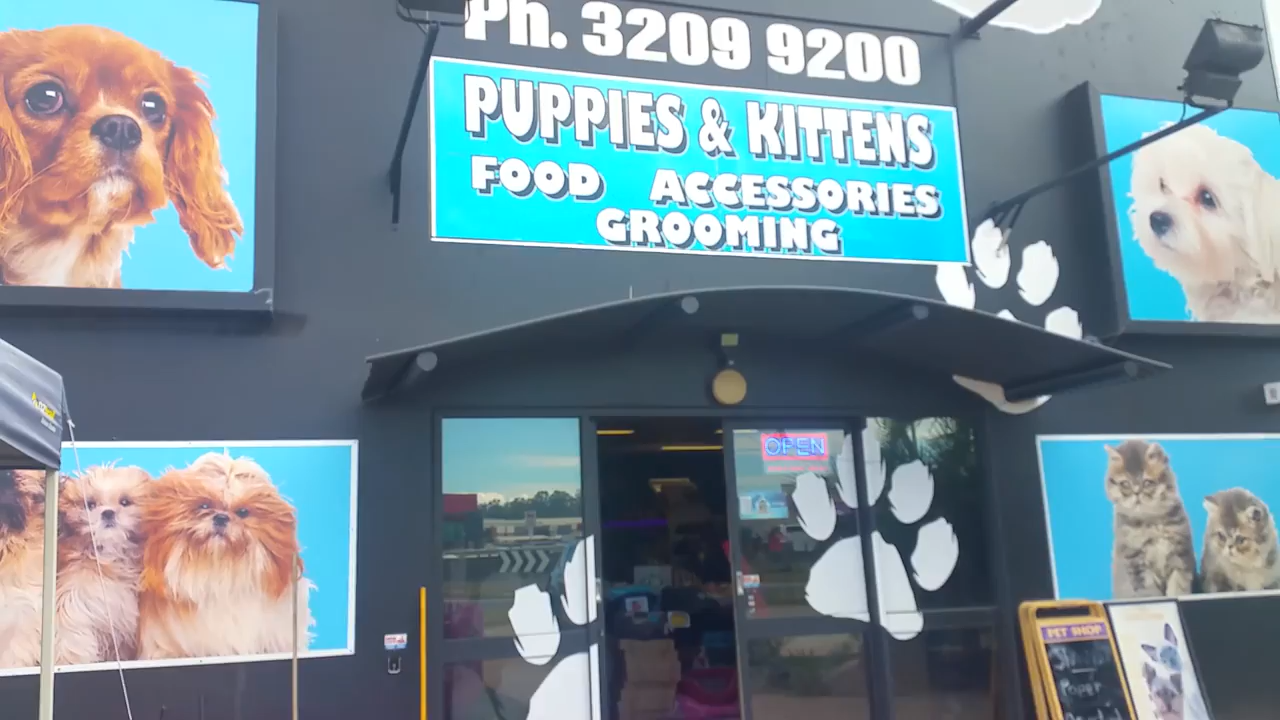 Ph. 3209 9200
PUPPIES & KITTENS
FOOD ACCESSORIES
GROOMING
OPEN
PET SHOP